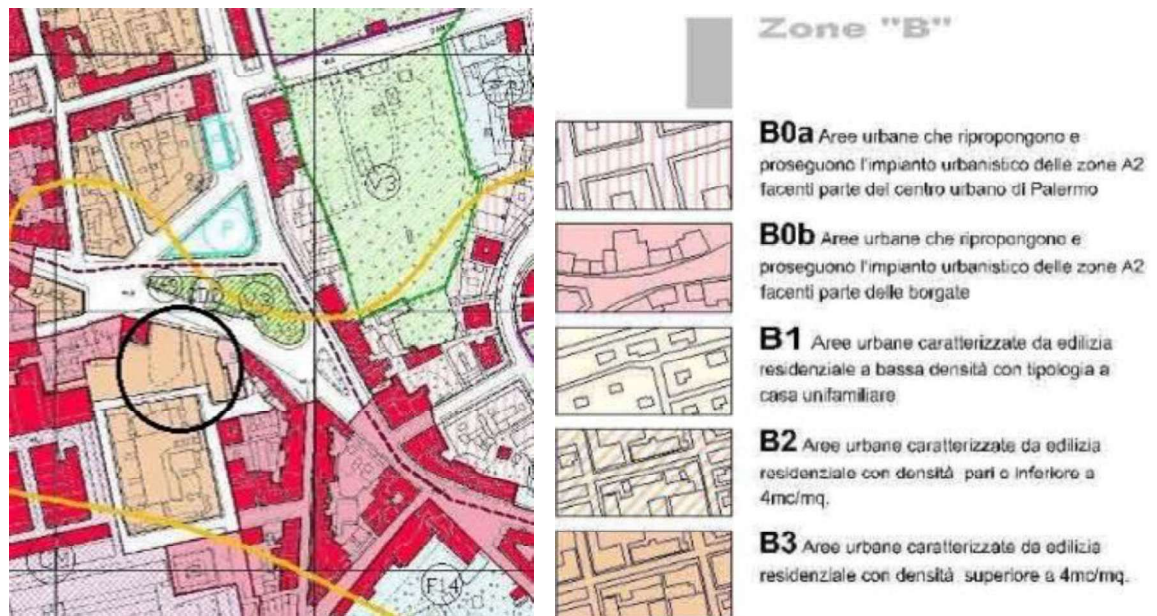 Zone "B"
B0a Aree urbane che ripropongono e
proseguono l'impianto urbanistico delle zone A2
facenti parte del centro urbano di Palermo
B0b Aree urbane che ripropongono e
proseguono l'impianto urbanistico delle zone A2
facenti parte delle borgate
B1 Aree urbane caratterizzate da edilizia
residenziale a bassa densità con tipologia a
casa unifamiliare
B2 Aree urbane caratterizzate da edilizia
residenziale con densità pari o inferiore a
4mc/mq.
B3 Aree urbane caratterizzate da edilizia
residenziale con densità superiore a 4mc/mq.
V3
P
F14